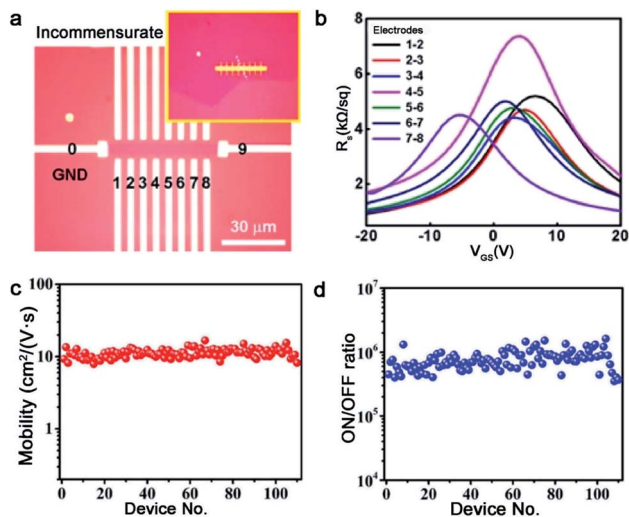 a
Incommensurate
0
9
GND
1 2 3 4 5 6 7 8
30 μm
b
Electrodes
1-2
2-3
3-4
4-5
5-6
6-7
7-8
Rs(kΩ/sq)
8
6
4
2
-20 -10 0 10 20
VGS(V)
c
Mobility (cm²/(V·s)
100
10
1
0 20 40 60 80 100
Device No.
d
ON/OFF ratio
10⁷
10⁶
10⁵
10⁴
0 20 40 60 80 100
Device No.